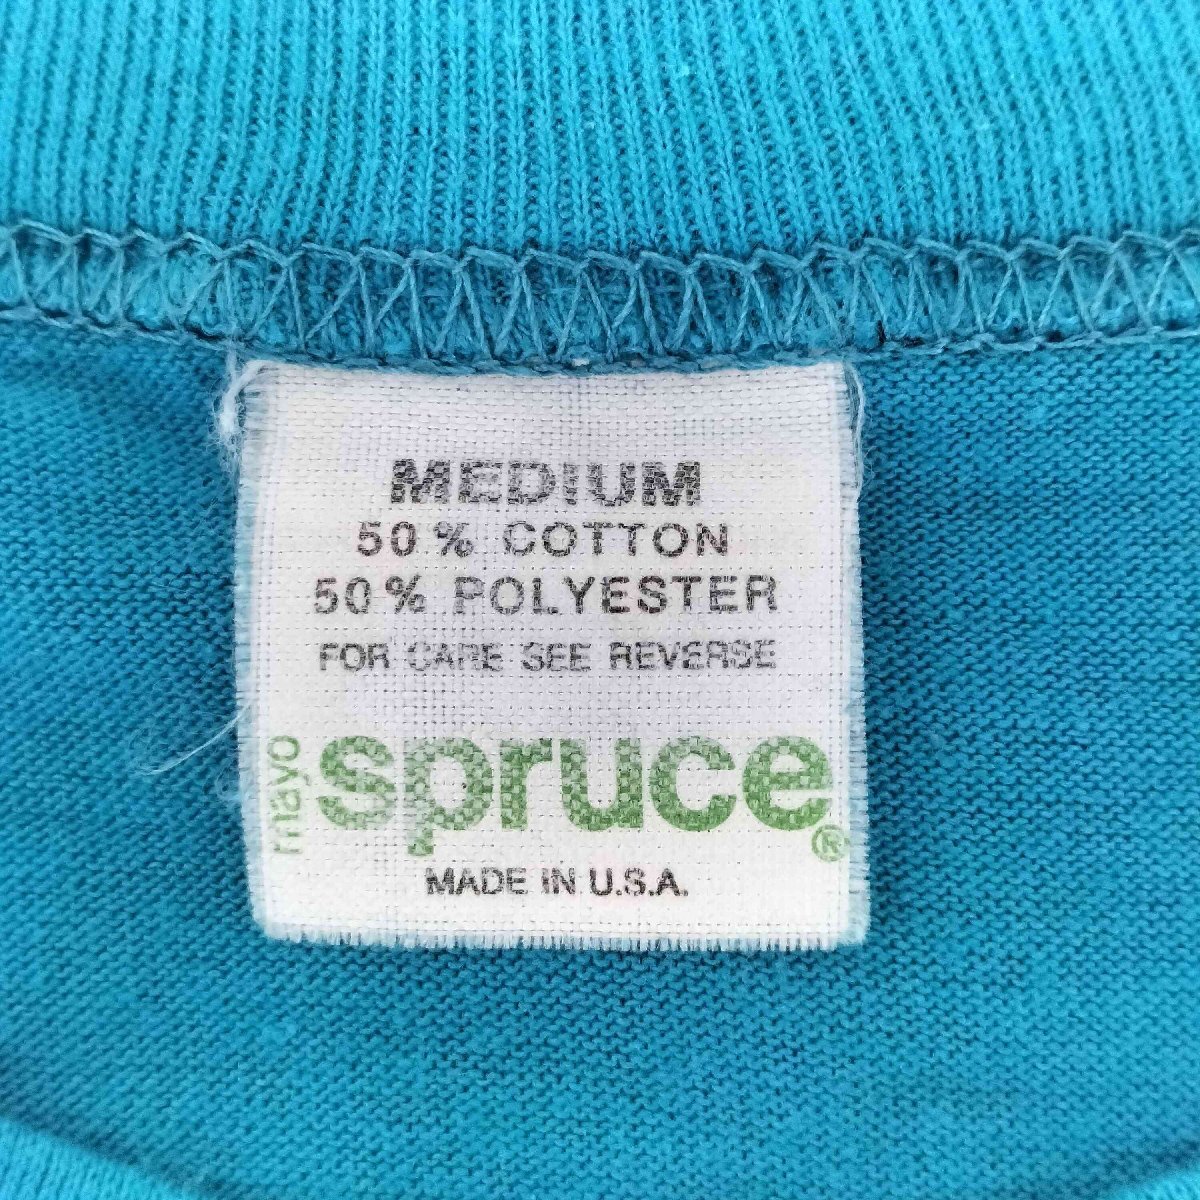 MEDIUM
50% COTTON
50% POLYESTER
FOR CARE SEE REVERSE
mayo
spruce®
MADE IN U.S.A.